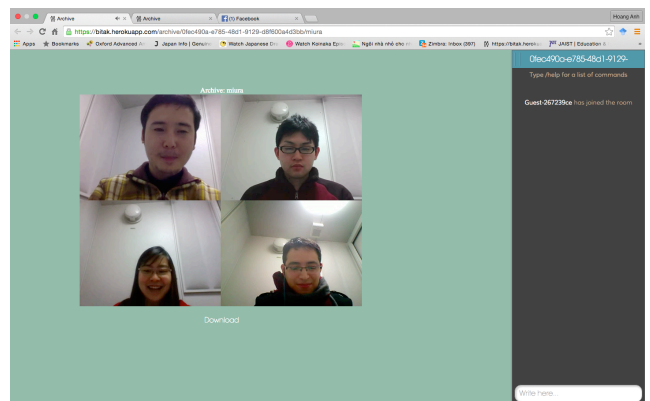 Archive
Archive
(1) Facebook
Hoang Anh
https://bitak.herokuapp.com/archive/0fec490a-e785-48d1-9129-d8f600a4d3bb/miura
Apps
Bookmarks
Oxford Advanced
Japan Info | Genuine
Watch Japanese Dra
Watch Koinaka Epis
Ngôi nhà nhỏ cho
Zimbra: Inbox (397)
https://bitak.heroku
JAIST | Education
»
Archive: miura
Download
0fec490a-e785-48d1-9129-
Type /help for a list of commands
Guest-267239ce has joined the room
Write here...